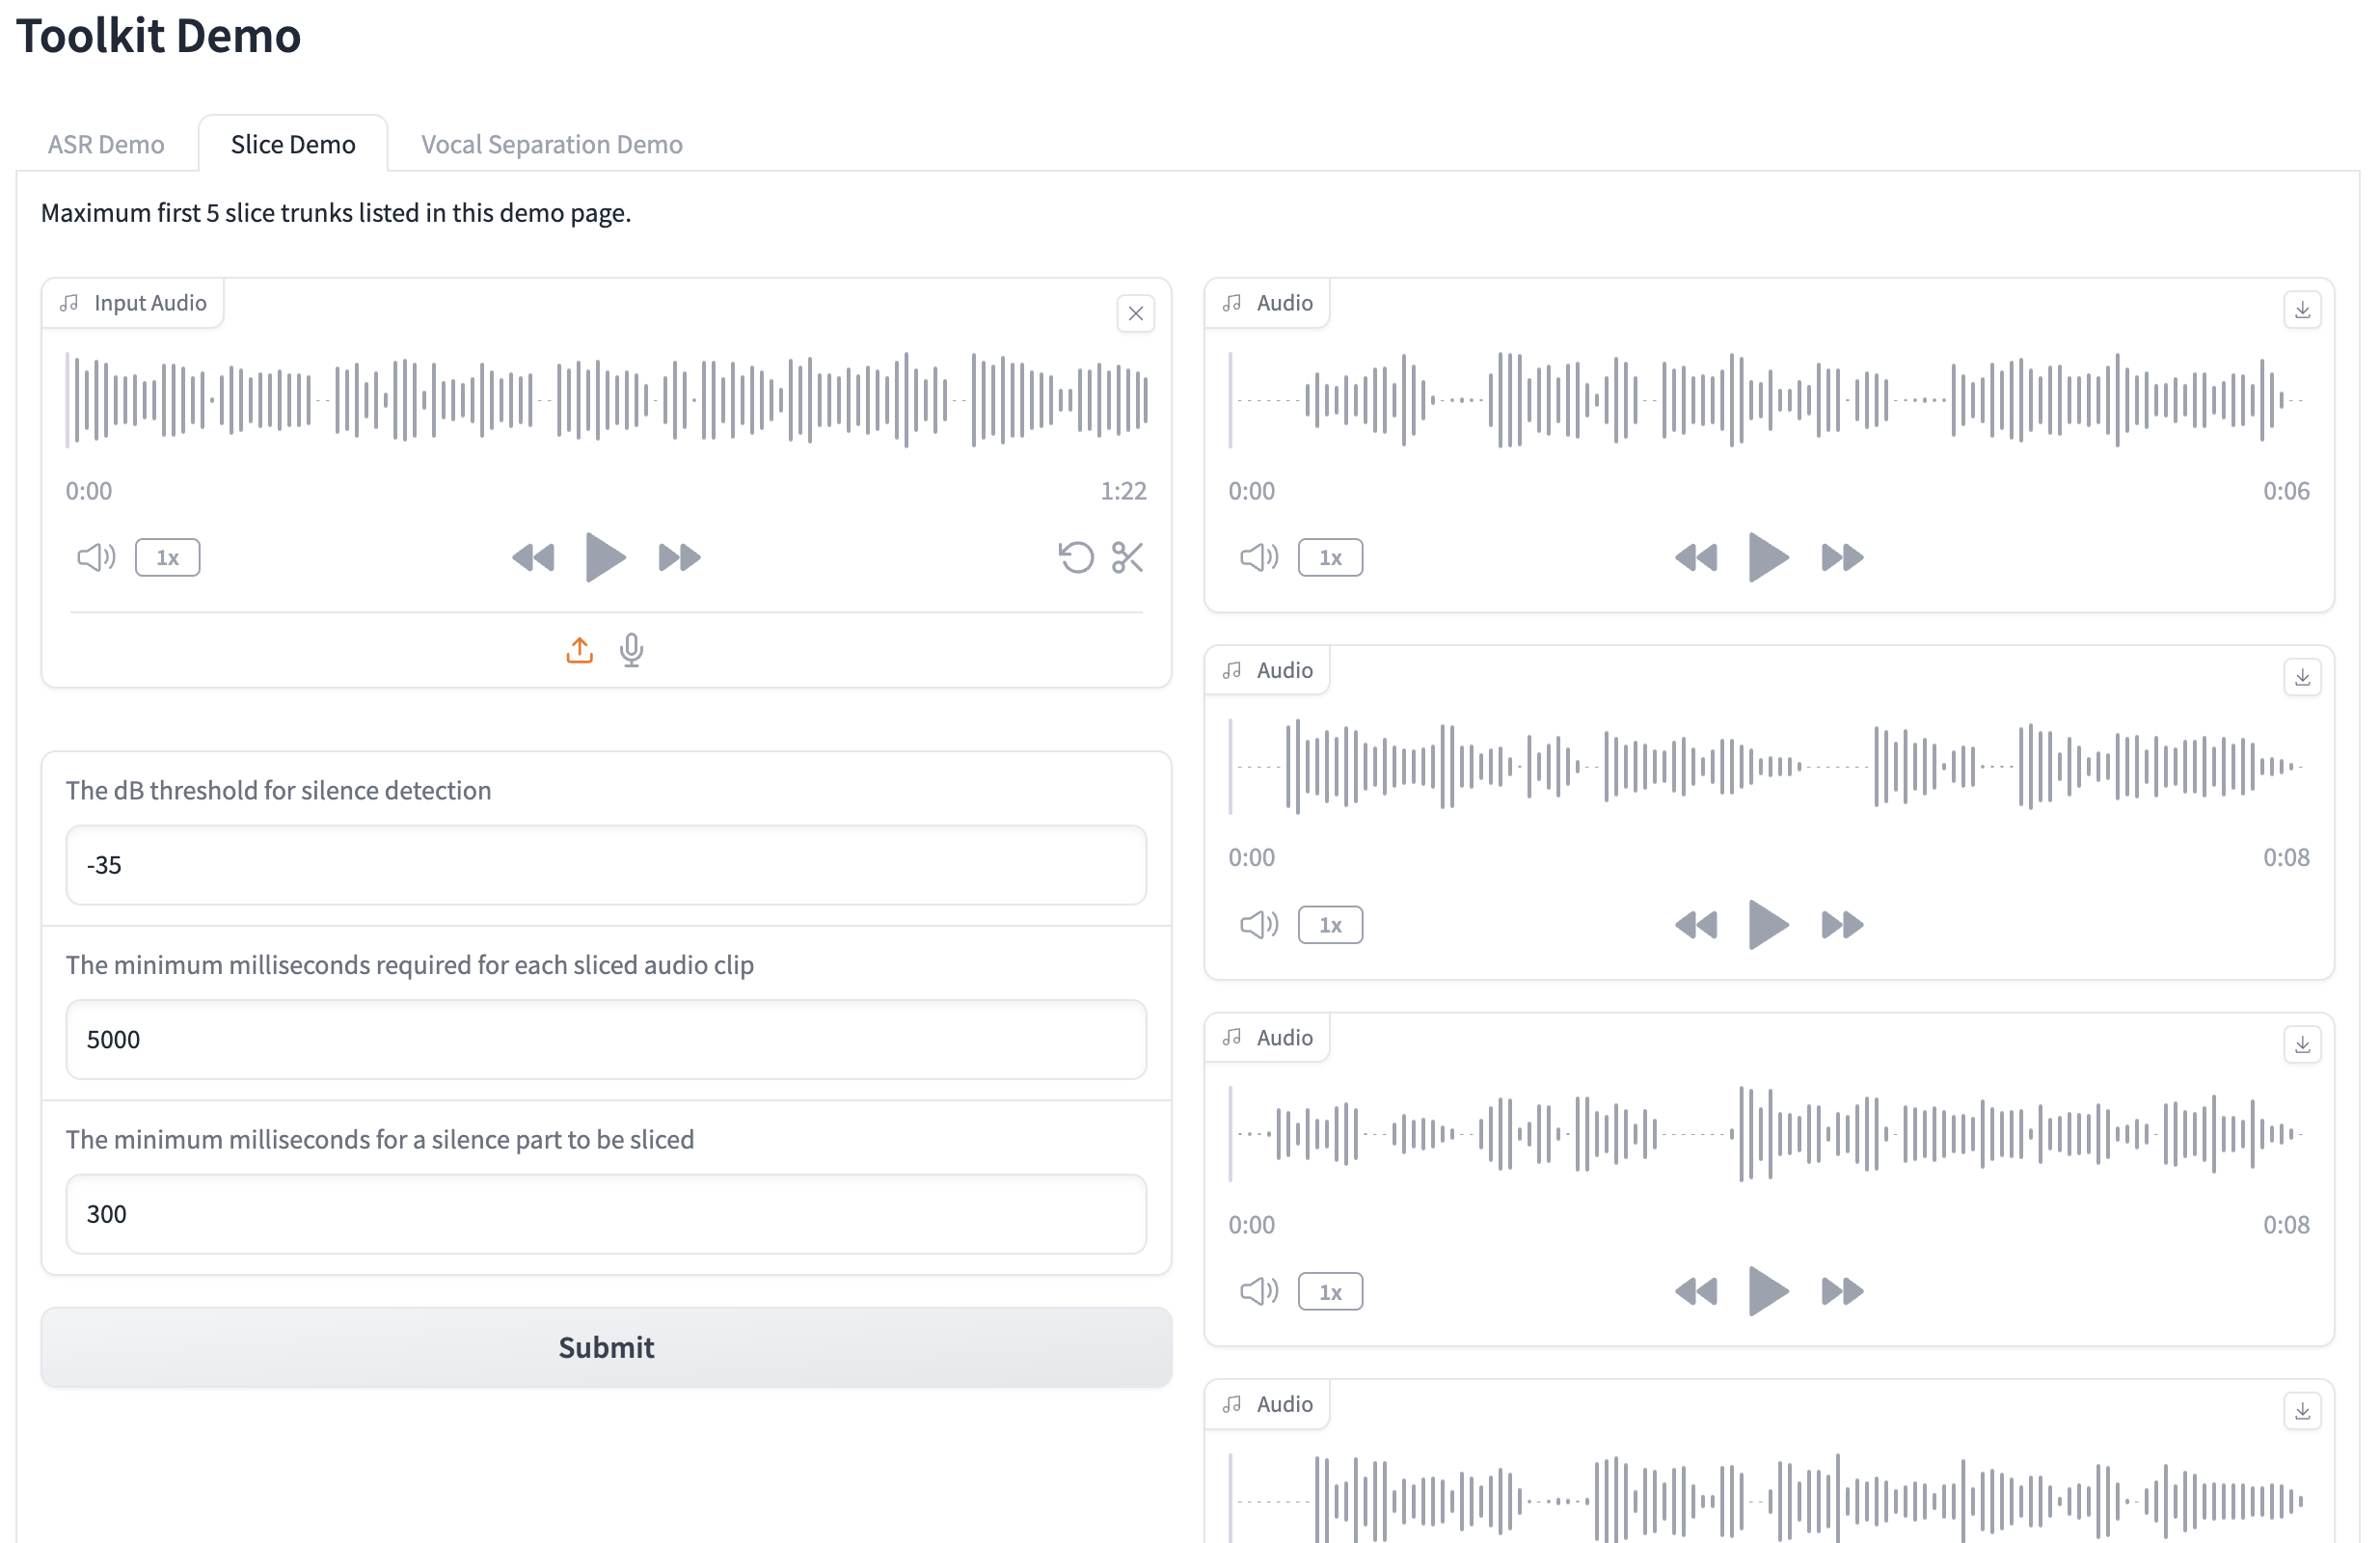 Toolkit Demo
ASR Demo
Slice Demo
Vocal Separation Demo
Maximum first 5 slice trunks listed in this demo page.
Input Audio
0:00
1:22
1x
The dB threshold for silence detection
-35
The minimum milliseconds required for each sliced audio clip
5000
The minimum milliseconds for a silence part to be sliced
300
Submit
Audio
0:00
0:06
1x
Audio
0:00
0:08
1x
Audio
0:00
0:08
1x
Audio